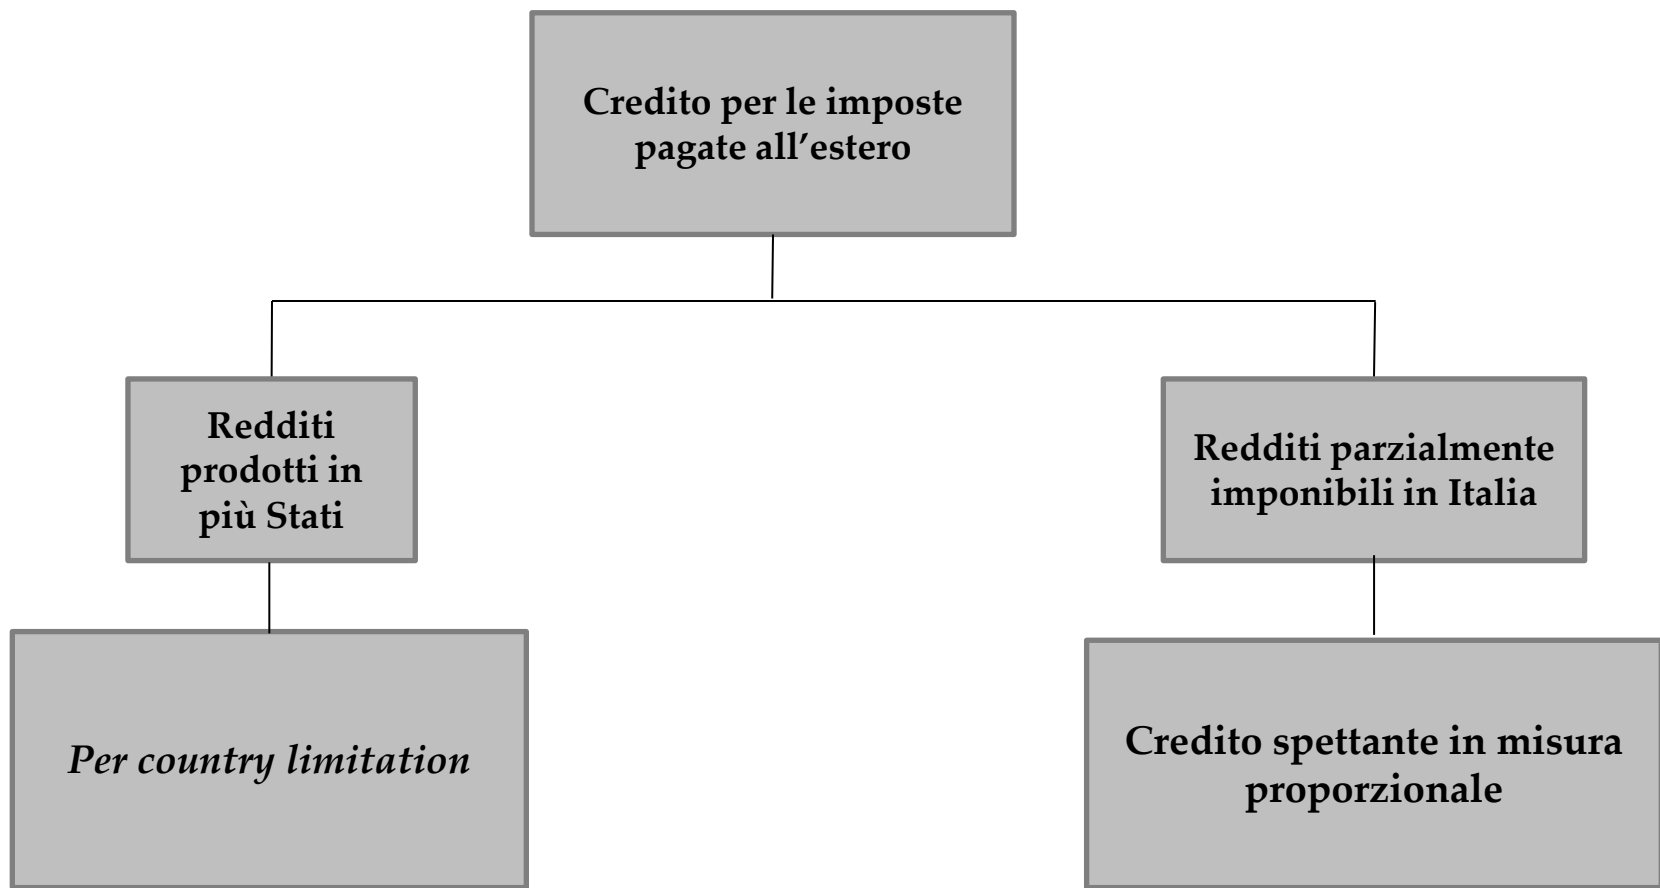 Credito per le imposte
pagate all’estero
Redditi
prodotti in
più Stati
Redditi parzialmente
imponibili in Italia
Per country limitation
Credito spettante in misura
proporzionale